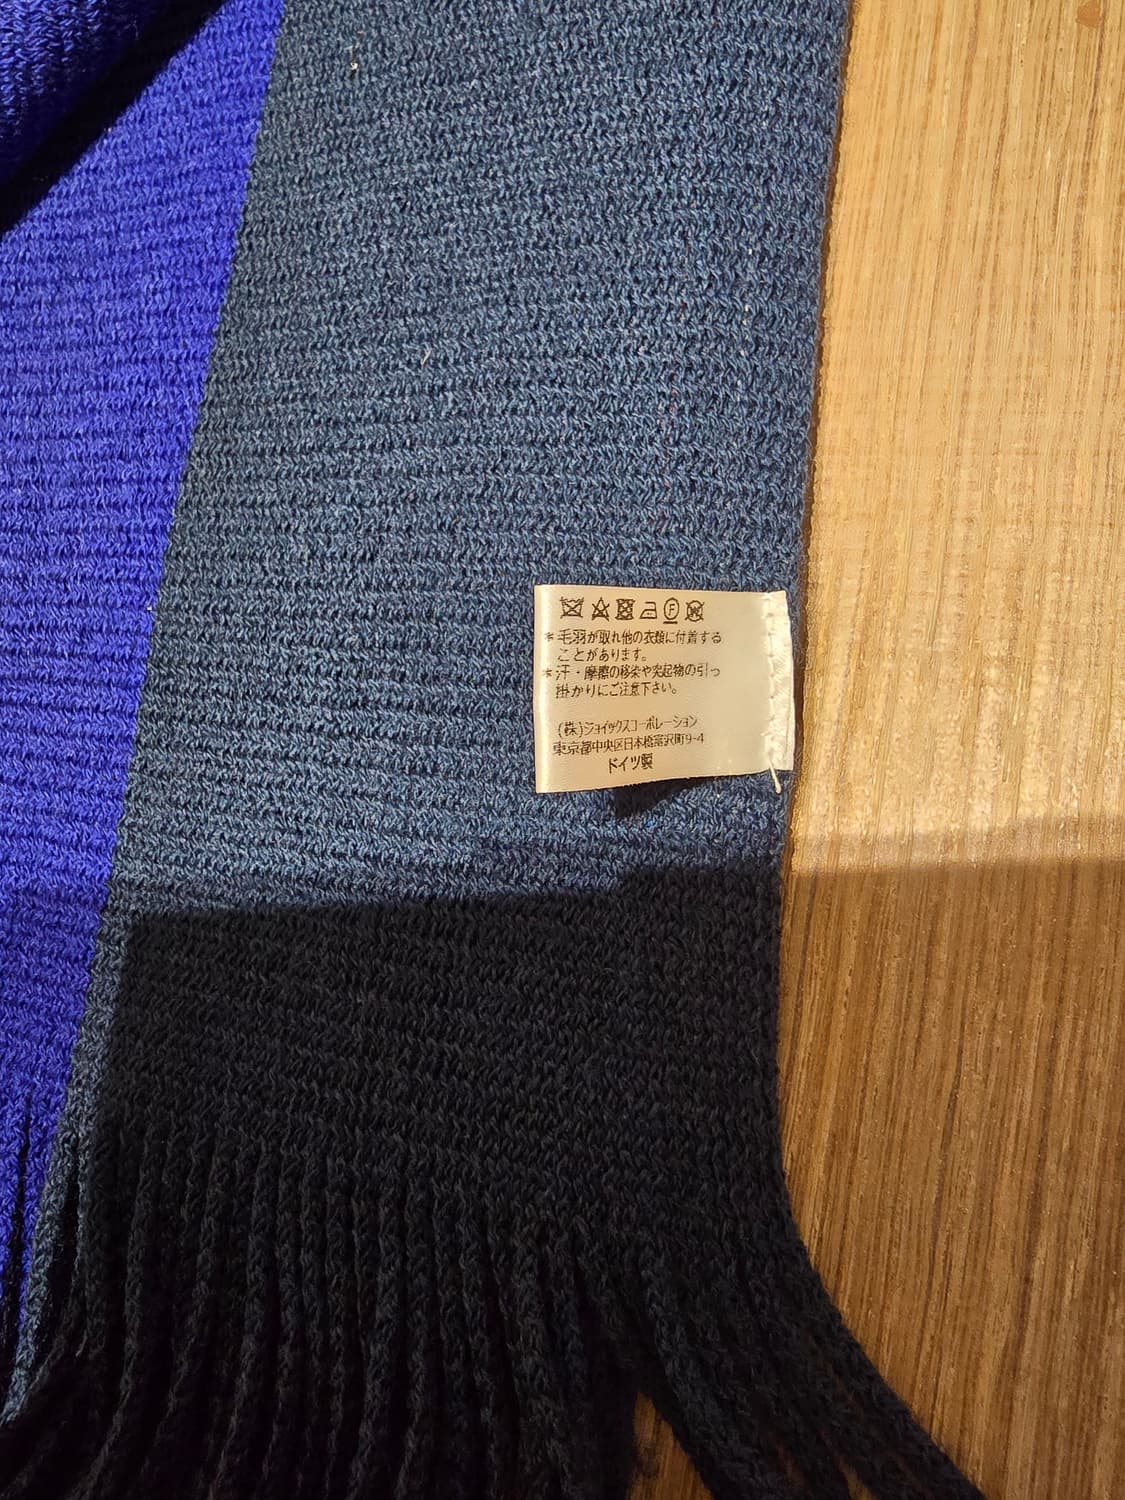 F W
*毛羽が取れ他の衣類に付着する
ことがあります。
*汗・摩擦の移染や突起物の引っ
掛かりにご注意下さい。
(株)ジョイックスコーポレーション
東京都中央区日本橋富沢町9-4
ドイツ製